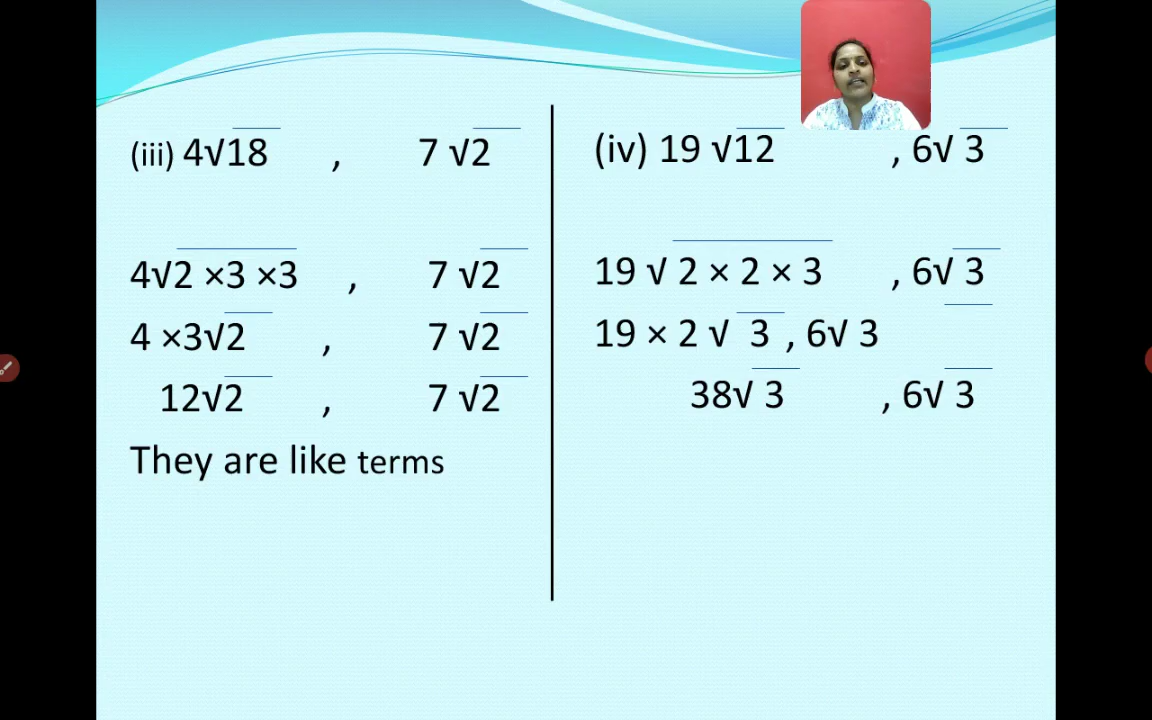 (iii) 4√18 , 7 √2
4√2 ×3 ×3 , 7 √2
4 ×3√2 , 7 √2
12√2 , 7 √2
They are like terms
(iv) 19 √12 , 6√ 3
19 √ 2 × 2 × 3 , 6√ 3
19 × 2 √ 3 , 6√ 3
38√ 3 , 6√ 3